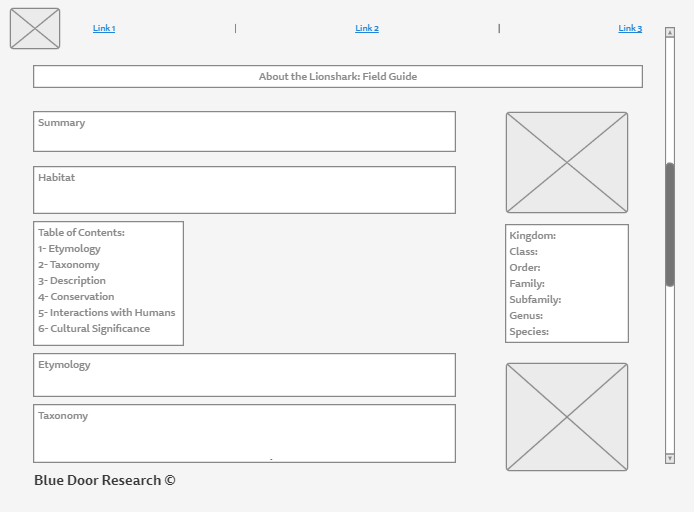 Link 1 | Link 2 | Link 3
About the Lionshark: Field Guide
Summary
Habitat
Table of Contents:
1- Etymology
2- Taxonomy
3- Description
4- Conservation
5- Interactions with Humans
6- Cultural Significance
Kingdom:
Class:
Order:
Family:
Subfamily:
Genus:
Species:
Etymology
Taxonomy
Blue Door Research ©